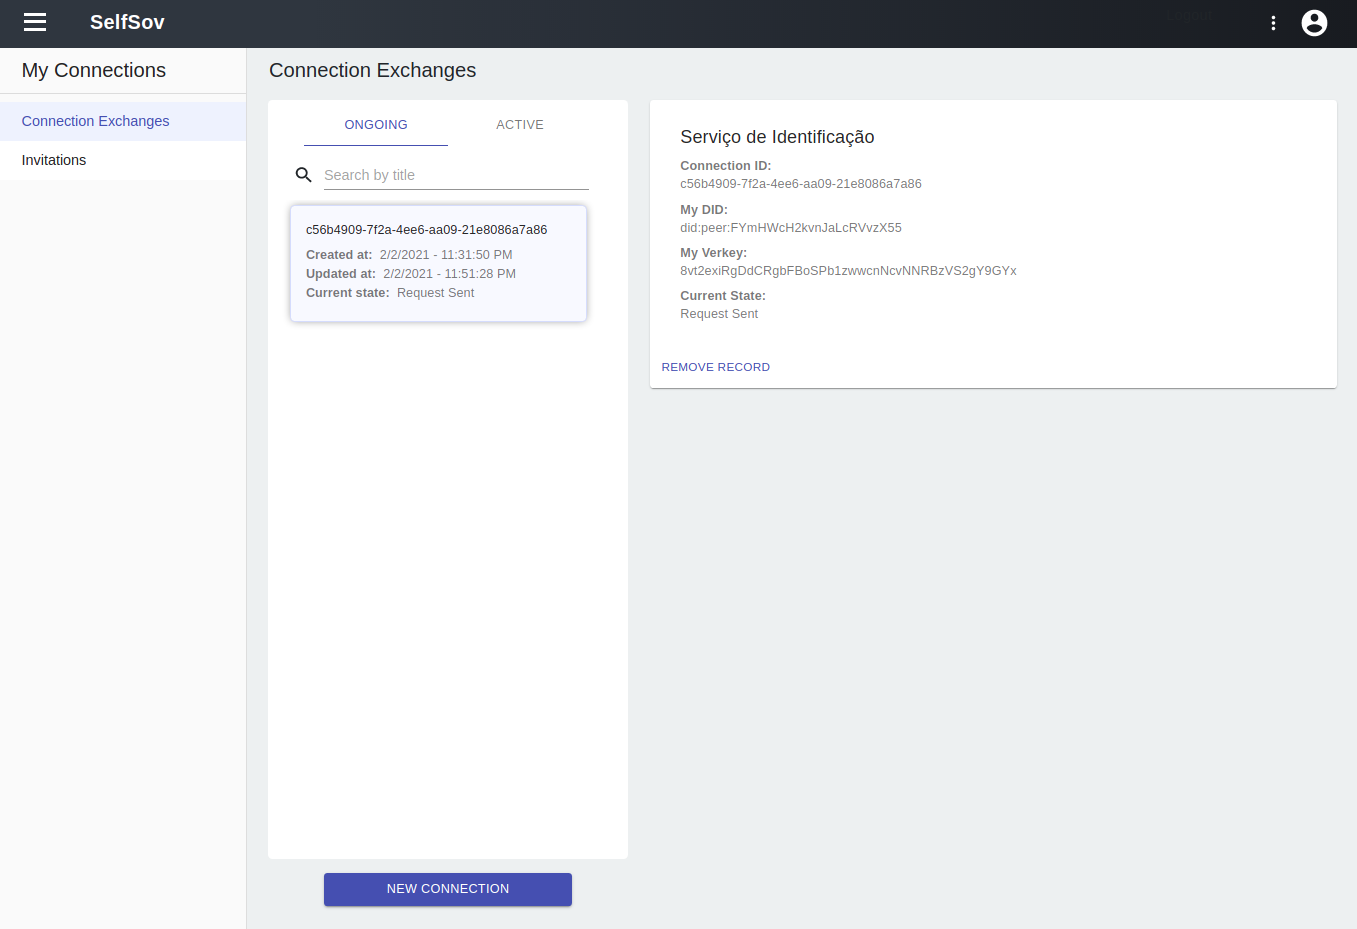 SelfSov
My Connections
Connection Exchanges
Invitations
Connection Exchanges
ONGOING
ACTIVE
Search by title
c56b4909-7f2a-4ee6-aa09-21e8086a7a86
Created at: 2/2/2021 - 11:31:50 PM
Updated at: 2/2/2021 - 11:51:28 PM
Current state: Request Sent
NEW CONNECTION
Serviço de Identificação
Connection ID:
c56b4909-7f2a-4ee6-aa09-21e8086a7a86
My DID:
did:peer:FYmHWcH2kvnJaLcRVvzX55
My Verkey:
8vt2exiRgDdCRgbFBoSPb1zwwcnNcvNNRBzVS2gY9GYx
Current State:
Request Sent
REMOVE RECORD